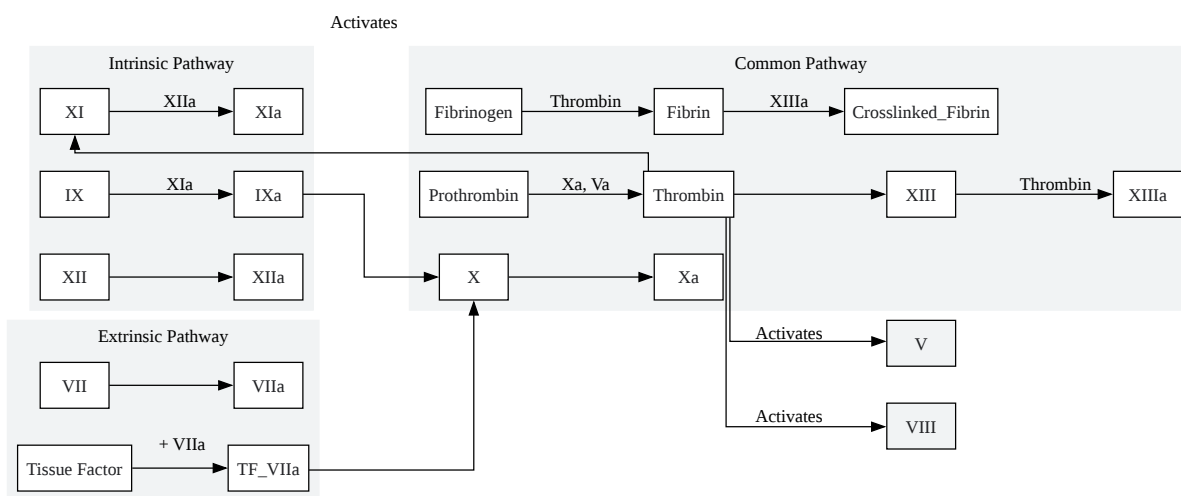 Activates
Intrinsic Pathway
XI
XIIa
XIa
IX
XIa
IXa
XII
XIIa
Common Pathway
Fibrinogen
Thrombin
Fibrin
XIIIa
Crosslinked_Fibrin
Prothrombin
Xa, Va
Thrombin
XIII
Thrombin
XIIIa
X
Xa
Extrinsic Pathway
VII
VIIa
Tissue Factor
+ VIIa
TF_VIIa
Activates
V
Activates
VIII